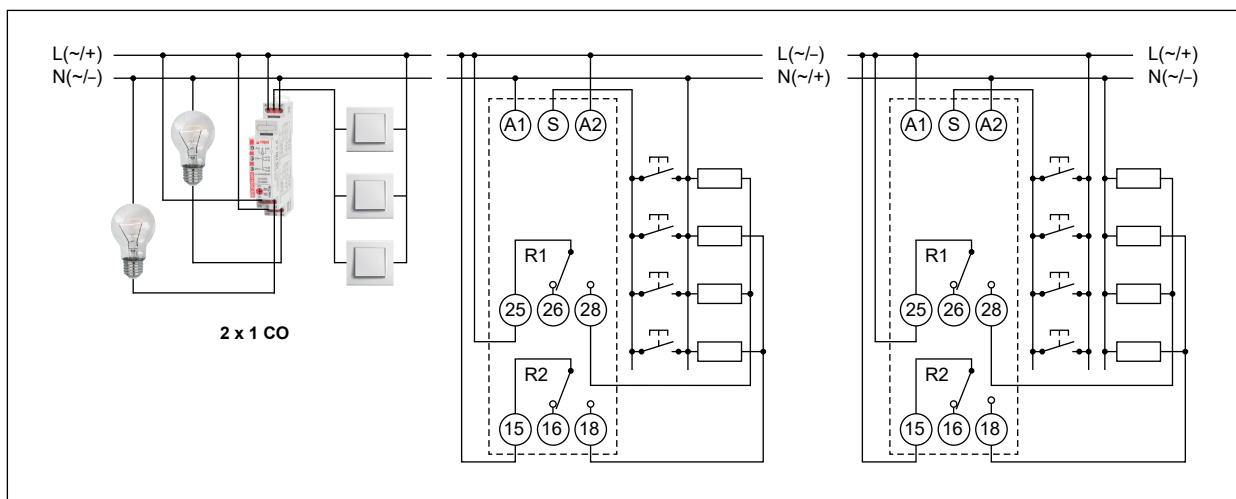 L(~/+)
N(~/–)
2 x 1 CO
L(~/–)
N(~/+)
A1 S A2
R1
25 26 28
R2
15 16 18
L(~/+)
N(~/–)
A1 S A2
R1
25 26 28
R2
15 16 18